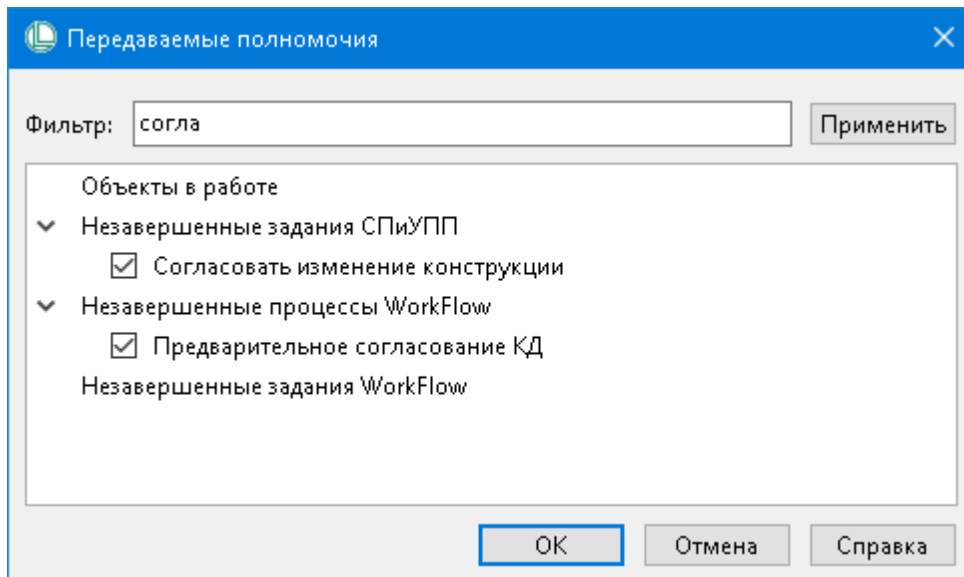 Передаваемые полномочия
Фильтр: согла Применить
Объекты в работе
Незавершенные задания СПиУПП
Согласовать изменение конструкции
Незавершенные процессы WorkFlow
Предварительное согласование КД
Незавершенные задания WorkFlow
OK Отмена Справка